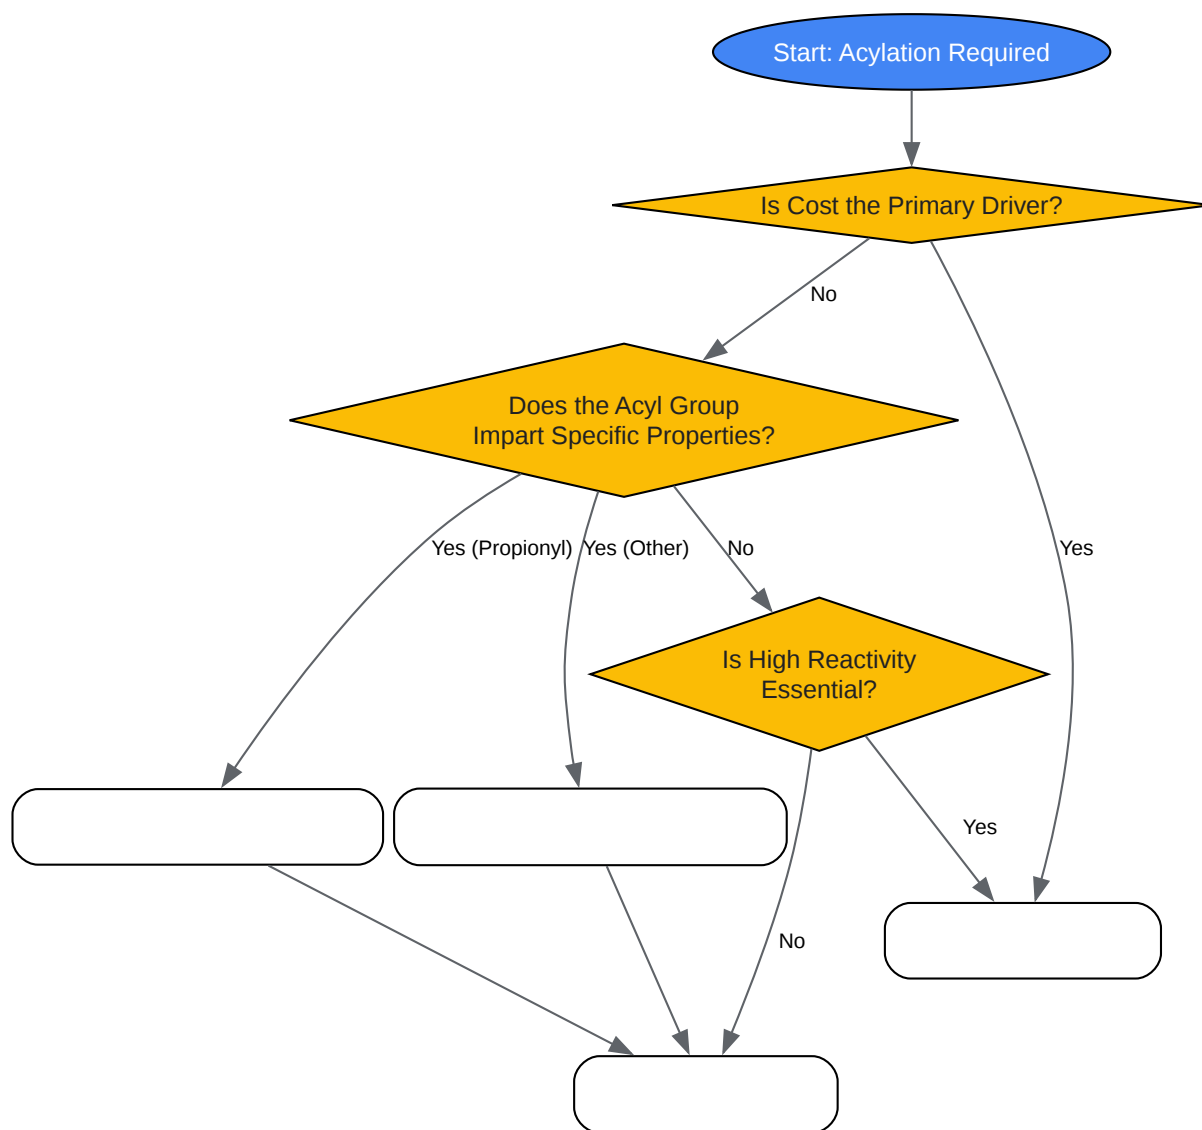 Start: Acylation Required
Is Cost the Primary Driver?
No
Does the Acyl Group
Impart Specific Properties?
Yes (Propionyl)
Yes (Other)
No
Yes
Is High Reactivity
Essential?
Yes
No